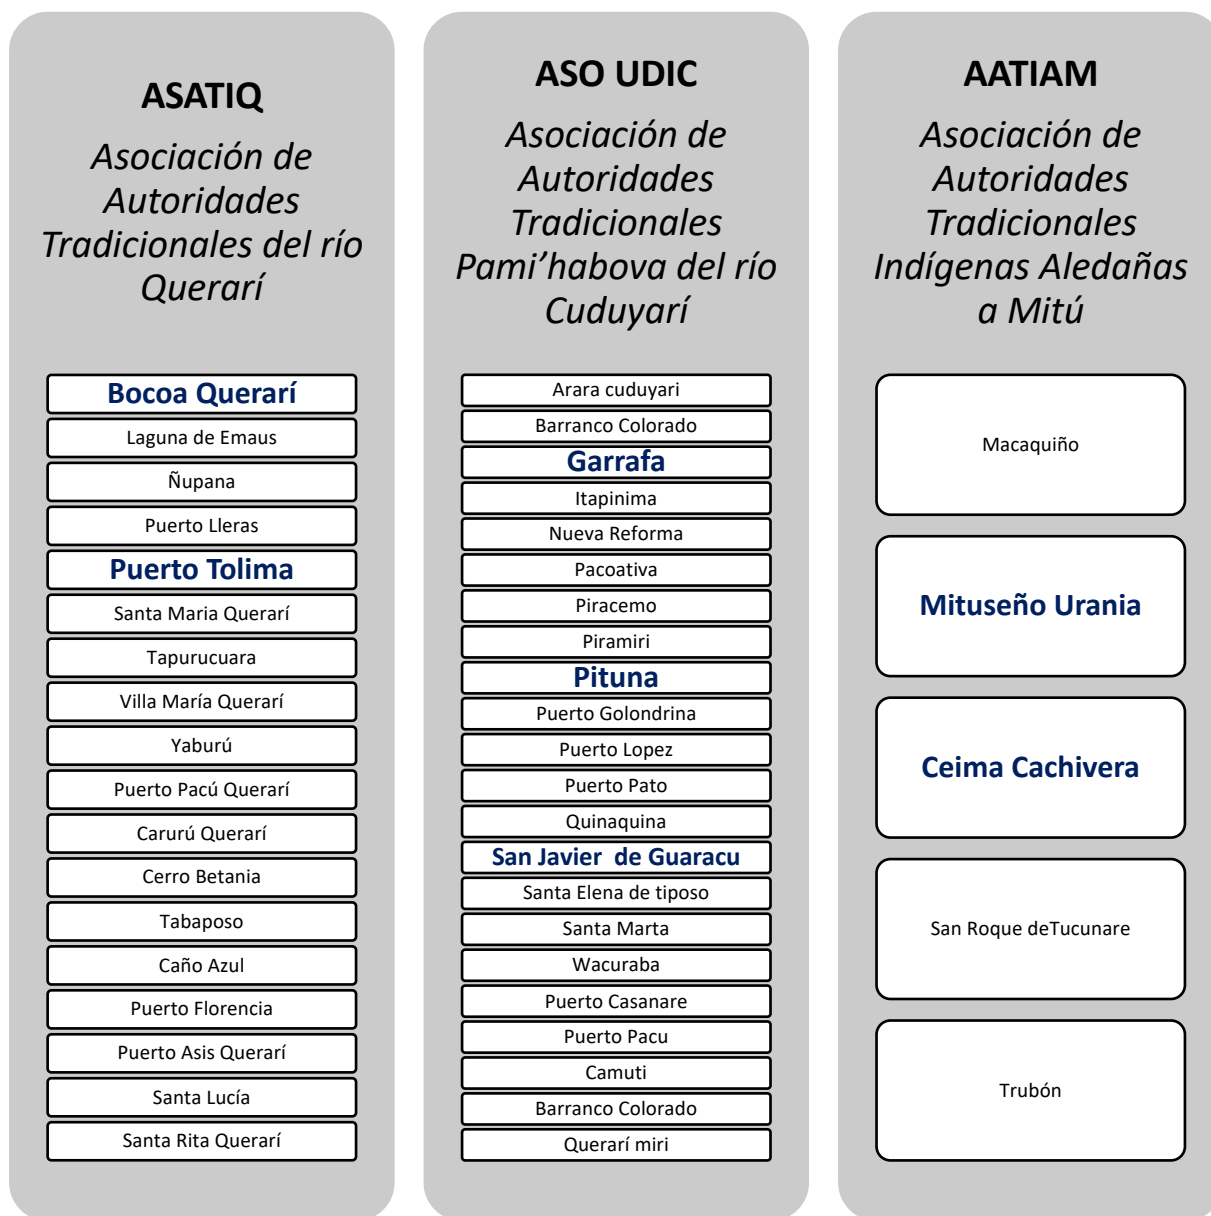 ASATIQ
Asociación de
Autoridades
Tradicionales del río
Querarí
Bocoa Querarí
Laguna de Emaus
Ñupana
Puerto Lleras
Puerto Tolima
Santa Maria Querarí
Tapurucuara
Villa María Querarí
Yaburú
Puerto Pacú Querarí
Carurú Querarí
Cerro Betania
Tabaposo
Caño Azul
Puerto Florencia
Puerto Asis Querarí
Santa Lucía
Santa Rita Querarí
ASO UDIC
Asociación de
Autoridades
Tradicionales
Pami’habova del río
Cuduyarí
Arara cuduyari
Barranco Colorado
Garrafa
Itapinima
Nueva Reforma
Pacoativa
Piracemo
Piramiri
Pituna
Puerto Golondrina
Puerto Lopez
Puerto Pato
Quinaquina
San Javier  de Guaracu
Santa Elena de tiposo
Santa Marta
Wacuraba
Puerto Casanare
Puerto Pacu
Camuti
Barranco Colorado
Querarí miri
AATIAM
Asociación de
Autoridades
Tradicionales
Indígenas Aledañas
a Mitú
Macaquiño
Mituseño Urania
Ceima Cachivera
San Roque deTucunare
Trubón